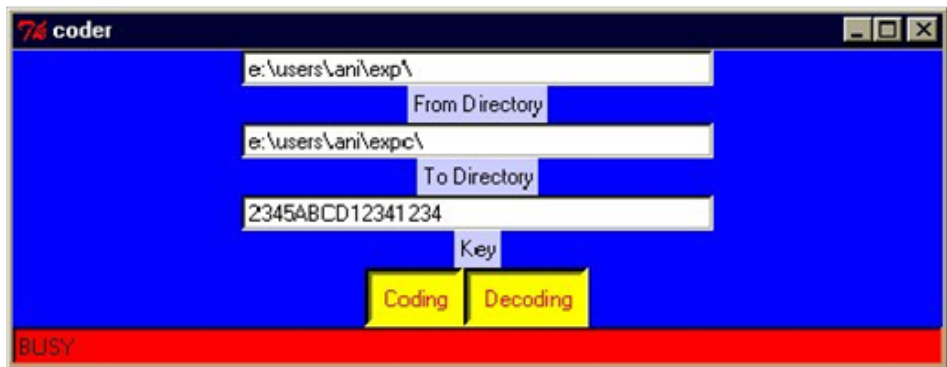 coder
e:\users\ani\exp\
From Directory
e:\users\ani\expc\
To Directory
2345ABCD12341234
Key
Coding Decoding
BUSY